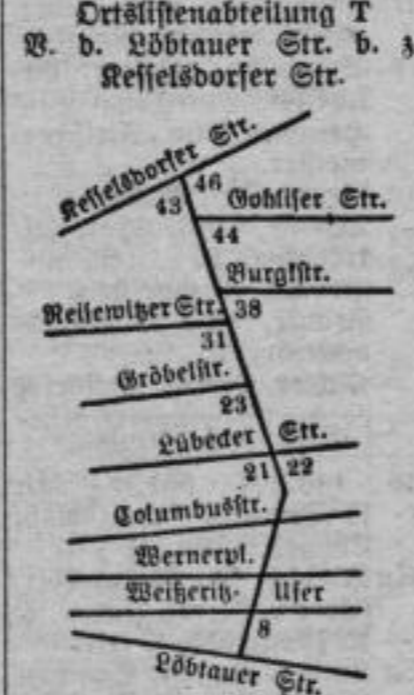 Ortslistenabteilung T
V. d. Löbtauer Str. b. z
Kesselsdorfer Str.
Kesselsdorfer Str.
46
43
Gohliser Str.
44
Burgkstr.
Reisewitzer Str.
38
31
Gröbelstr.
23
Lübecker Str.
21 22
Columbusstr.
Wernerpl.
Weißeritz- Ufer
8
Löbtauer Str.